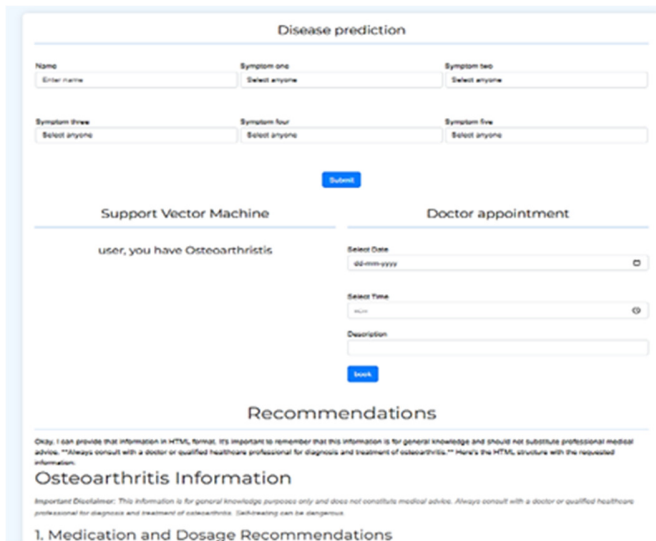 Disease prediction
Name Symptom one Symptom two
Enter name Select anyone Select anyone
Symptom three Symptom four Symptom five
Select anyone Select anyone Select anyone
Submit
Support Vector Machine
user, you have Osteoarthristis
Doctor appointment
Select Date
dd-mm-yyyy
Select Time
Description
book
Recommendations
Okay, I can provide that information in HTML format. It's important to remember that this information is for general knowledge and should not substitute professional medical
advice. **Always consult with a doctor or qualified healthcare professional for diagnosis and treatment of osteoarthritis.** Here's the HTML structure with the requested
information:
Osteoarthritis Information
Important Disclaimer: This information is for general knowledge purposes only and does not constitute medical advice. Always consult with a doctor or qualified healthcare
professional for diagnosis and treatment of osteoarthritis. Self-treating can be dangerous.
1. Medication and Dosage Recommendations